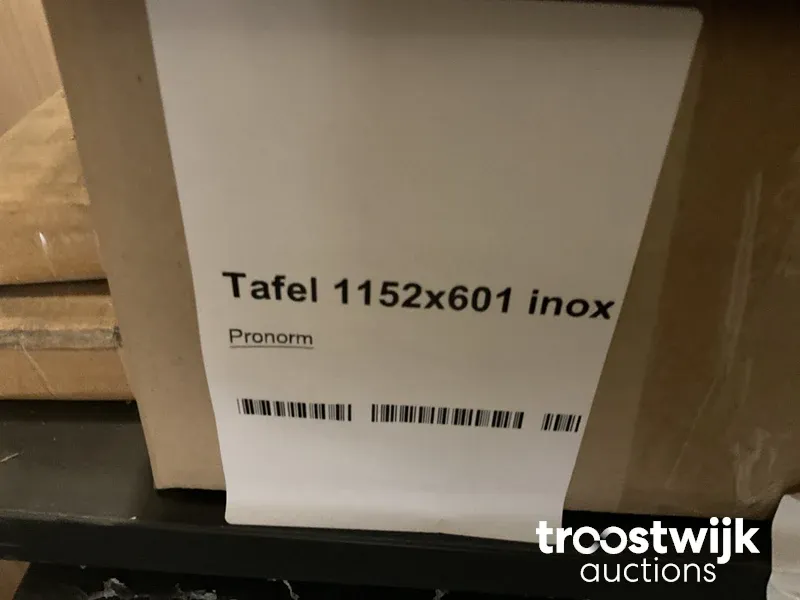 Tafel 1152x601 inox
Pronorm
troostwijk
auctions